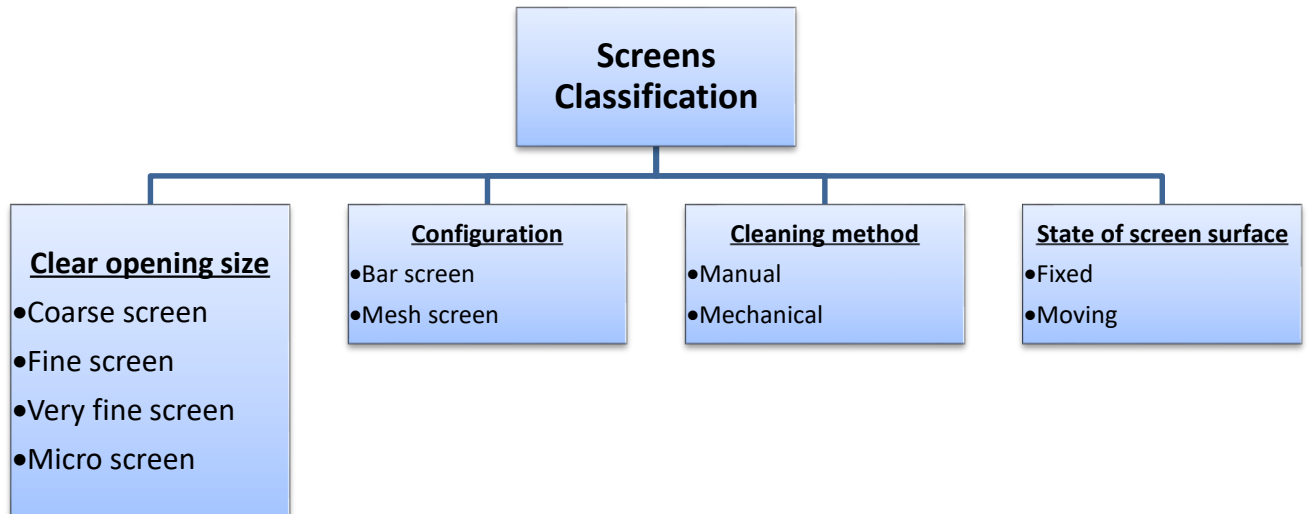 Screens
Classification
Clear opening size
•Coarse screen
•Fine screen
•Very fine screen
•Micro screen
Configuration
•Bar screen
•Mesh screen
Cleaning method
•Manual
•Mechanical
State of screen surface
•Fixed
•Moving